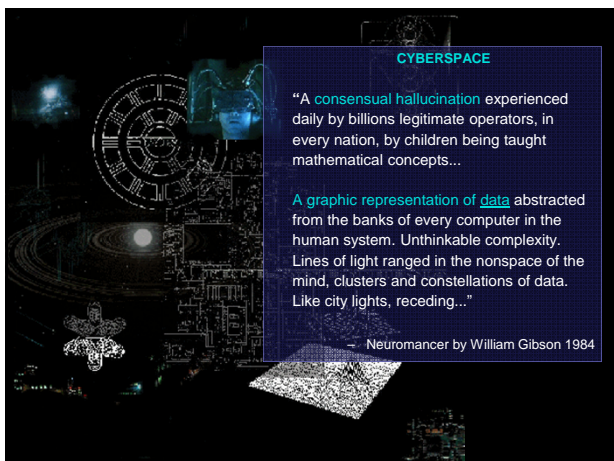 CYBERSPACE
“A consensual hallucination experienced
daily by billions legitimate operators, in
every nation, by children being taught
mathematical concepts...
A graphic representation of data abstracted
from the banks of every computer in the
human system. Unthinkable complexity.
Lines of light ranged in the nonspace of the
mind, clusters and constellations of data.
Like city lights, receding...”
– Neuromancer by William Gibson 1984